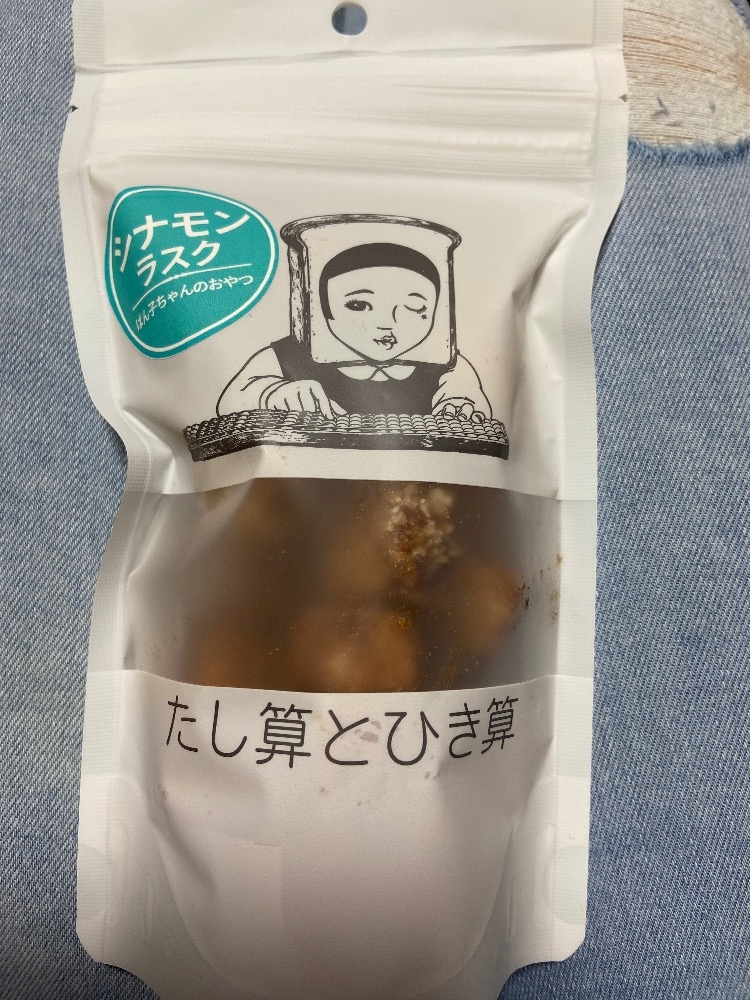 シナモン
ラスク
ぱん子ちゃんのおやつ
たし算とひき算